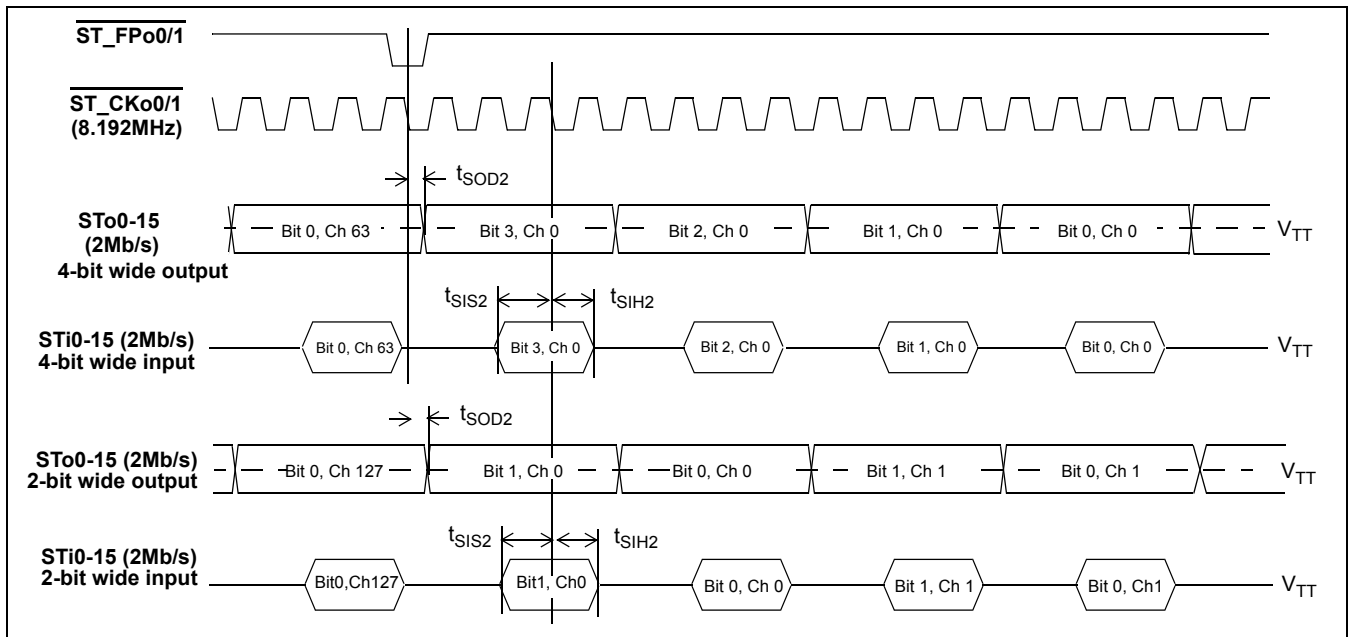 ST_FPo0/1
ST_CKo0/1
(8.192MHz)
tSOD2
STo0-15
(2Mb/s)
4-bit wide output
Bit 0, Ch 63
Bit 3, Ch 0
Bit 2, Ch 0
Bit 1, Ch 0
Bit 0, Ch 0
VTT
tSIS2
tSIH2
STi0-15 (2Mb/s)
4-bit wide input
Bit 0, Ch 63
Bit 3, Ch 0
Bit 2, Ch 0
Bit 1, Ch 0
Bit 0, Ch 0
VTT
tSOD2
STo0-15 (2Mb/s)
2-bit wide output
Bit 0, Ch 127
Bit 1, Ch 0
Bit 0, Ch 0
Bit 1, Ch 1
Bit 0, Ch 1
VTT
tSIS2
tSIH2
STi0-15 (2Mb/s)
2-bit wide input
Bit0,Ch127
Bit1, Ch0
Bit 0, Ch 0
Bit 1, Ch 1
Bit 0, Ch1
VTT